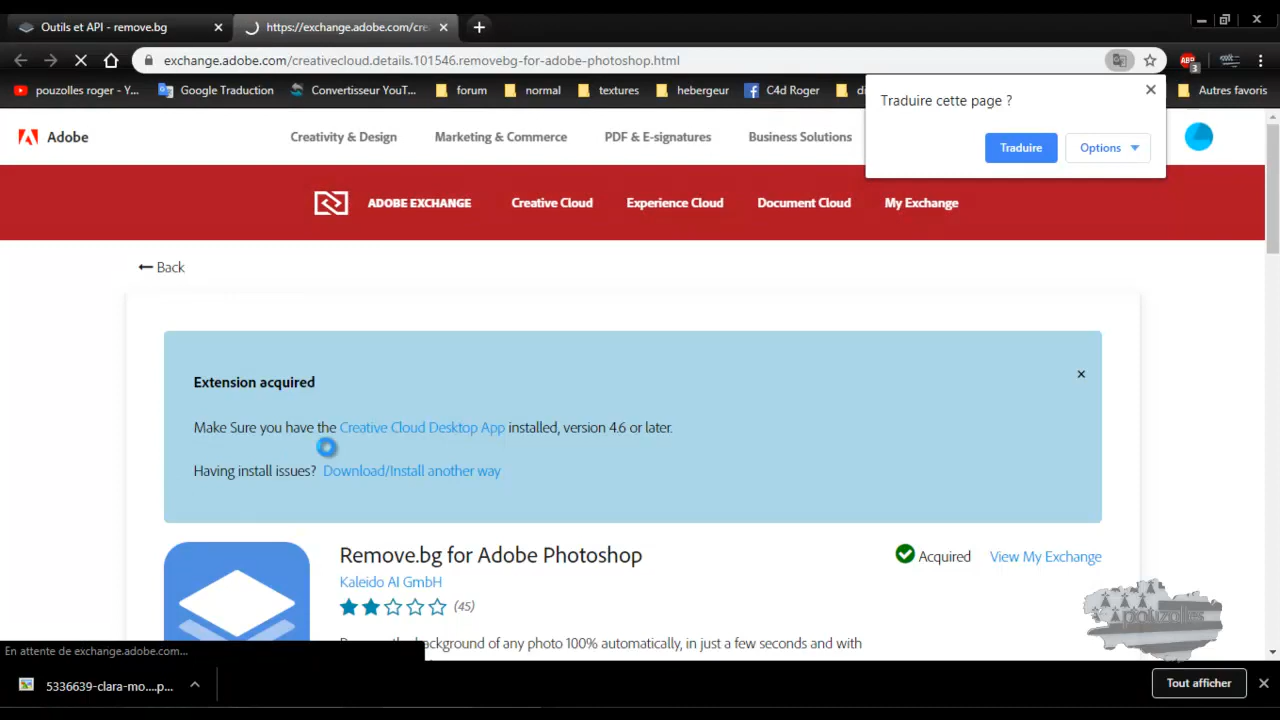 Outils et API - remove.bg
https://exchange.adobe.com/cre
exchange.adobe.com/creativecloud.details.101546.removebg-for-adobe-photoshop.html
ABP
3
pouzolles roger - Y...
Google Traduction
Convertisseur YouT...
forum
normal
textures
hebergeur
C4d Roger
Autres favoris
Traduire cette page ?
Traduire
Options
Adobe
Creativity & Design
Marketing & Commerce
PDF & E-signatures
Business Solutions
ADOBE EXCHANGE
Creative Cloud
Experience Cloud
Document Cloud
My Exchange
Back
Extension acquired
Make Sure you have the Creative Cloud Desktop App installed, version 4.6 or later.
Having install issues? Download/Install another way
Remove.bg for Adobe Photoshop
Acquired
View My Exchange
Kaleido AI GmbH
(45)
background of any photo 100% automatically, in just a few seconds and with
pouzolles
En attente de exchange.adobe.com...
5336639-clara-mo....p...
Tout afficher